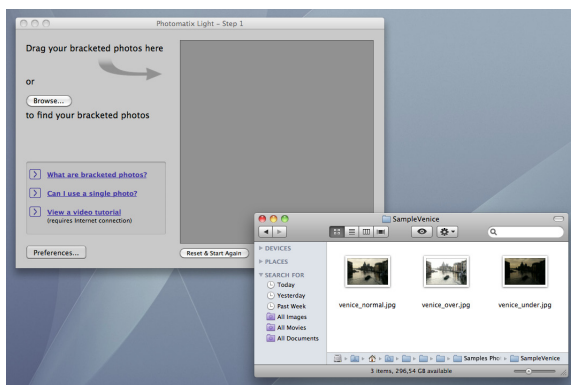 Photomatix Light – Step 1
Drag your bracketed photos here
or
Browse...
to find your bracketed photos
What are bracketed photos?
Can I use a single photo?
View a video tutorial
(requires Internet connection)
Preferences...
Reset & Start Again
SampleVenice
DEVICES
PLACES
SEARCH FOR
Today
Yesterday
Past Week
All Images
All Movies
All Documents
venice_normal.jpg
venice_over.jpg
venice_under.jpg
Samples Pho
SampleVenice
3 items, 296,54 GB available